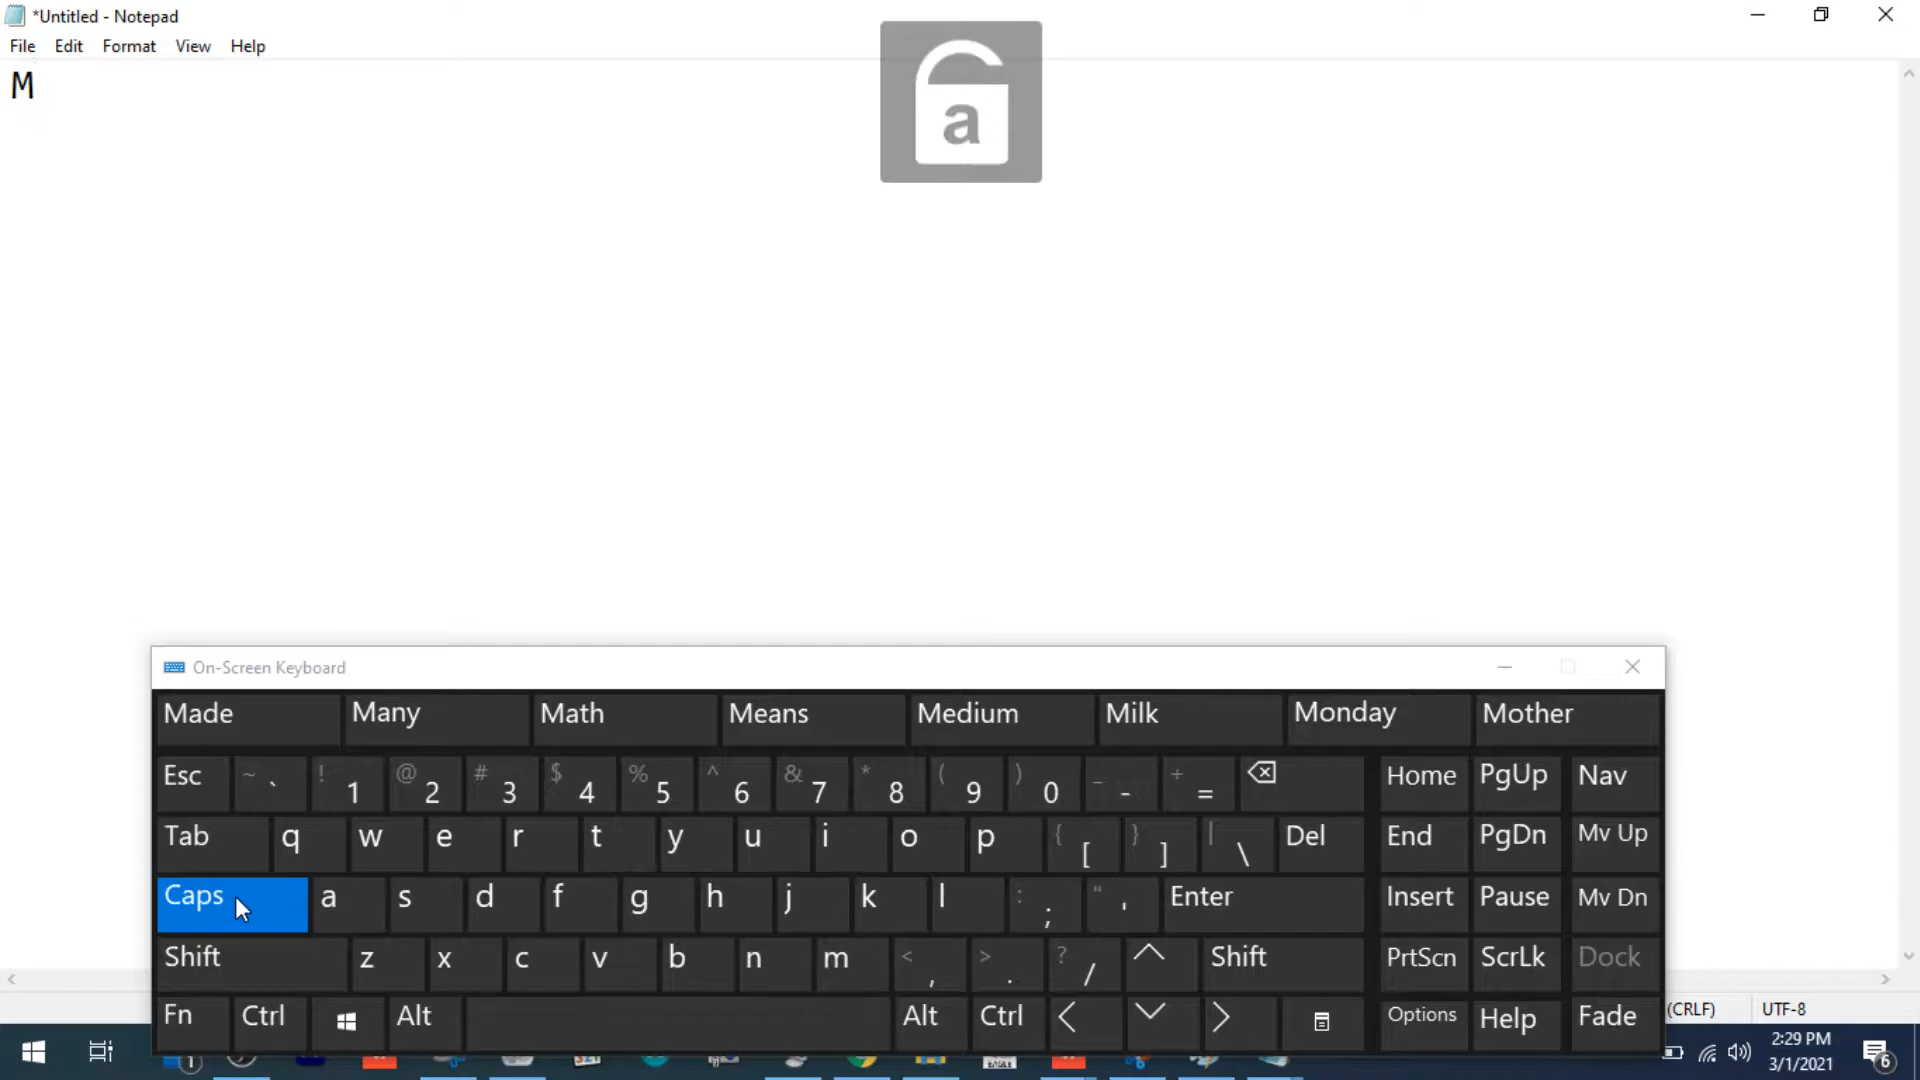 *Untitled - Notepad
File Edit Format View Help
M
a
On-Screen Keyboard
Made Many Math Means Medium Milk Monday Mother
Esc ~ ` ! 1 @ 2 # 3 $ 4 % 5 ^ 6 & 7 * 8 ( 9 ) 0 _ - + = Home PgUp Nav
Tab q w e r t y u i o p { [ } ] | \ Del End PgDn Mv Up
Caps a s d f g h j k l : ; " ' Enter Insert Pause Mv Dn
Shift z x c v b n m < , > . ? / Shift PrtScn ScrLk Dock
Fn Ctrl Alt Alt Ctrl Options Help Fade
(CRLF) UTF-8
1
EAGLE
2:29 PM
3/1/2021
6